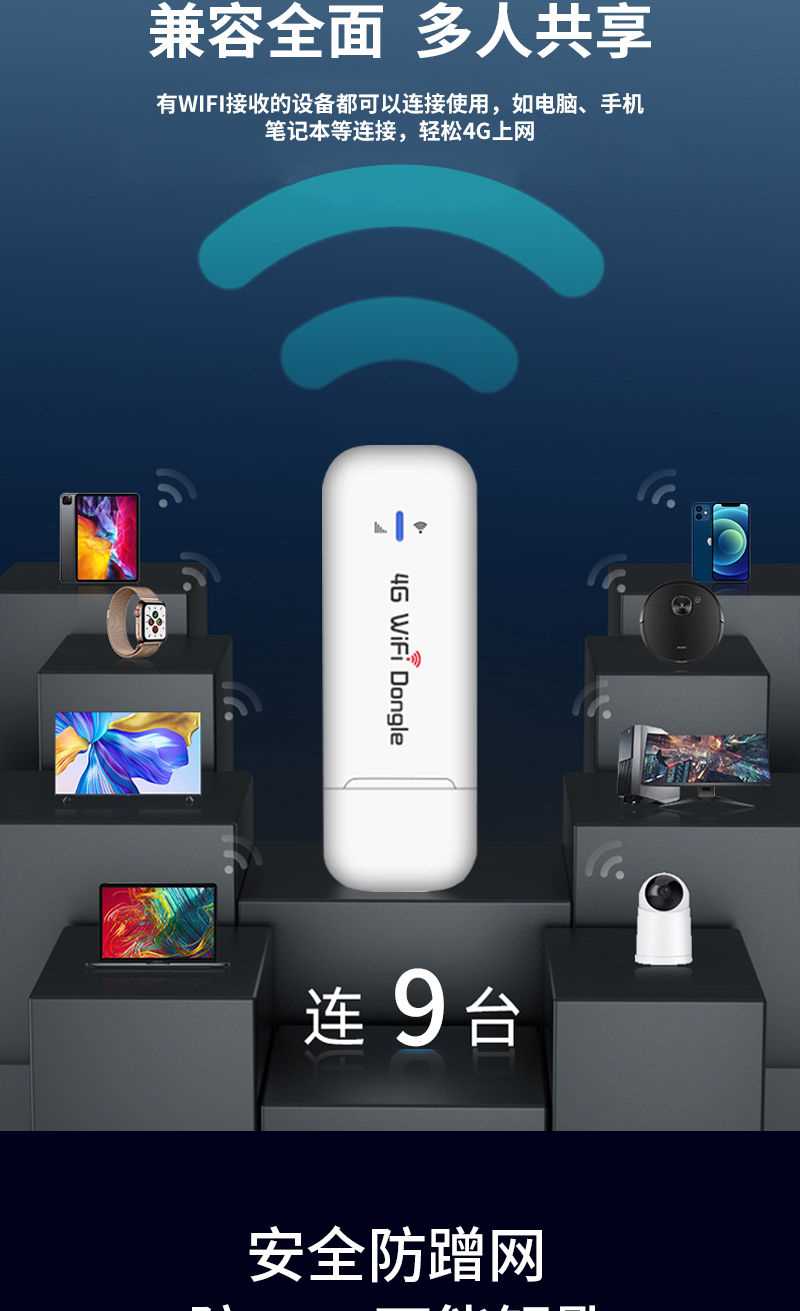 兼容全面 多人共享
有WIFI接收的设备都可以连接使用，如电脑、手机
笔记本等连接，轻松4G上网
4G WiFi Dongle
连 9 台
安全防蹭网